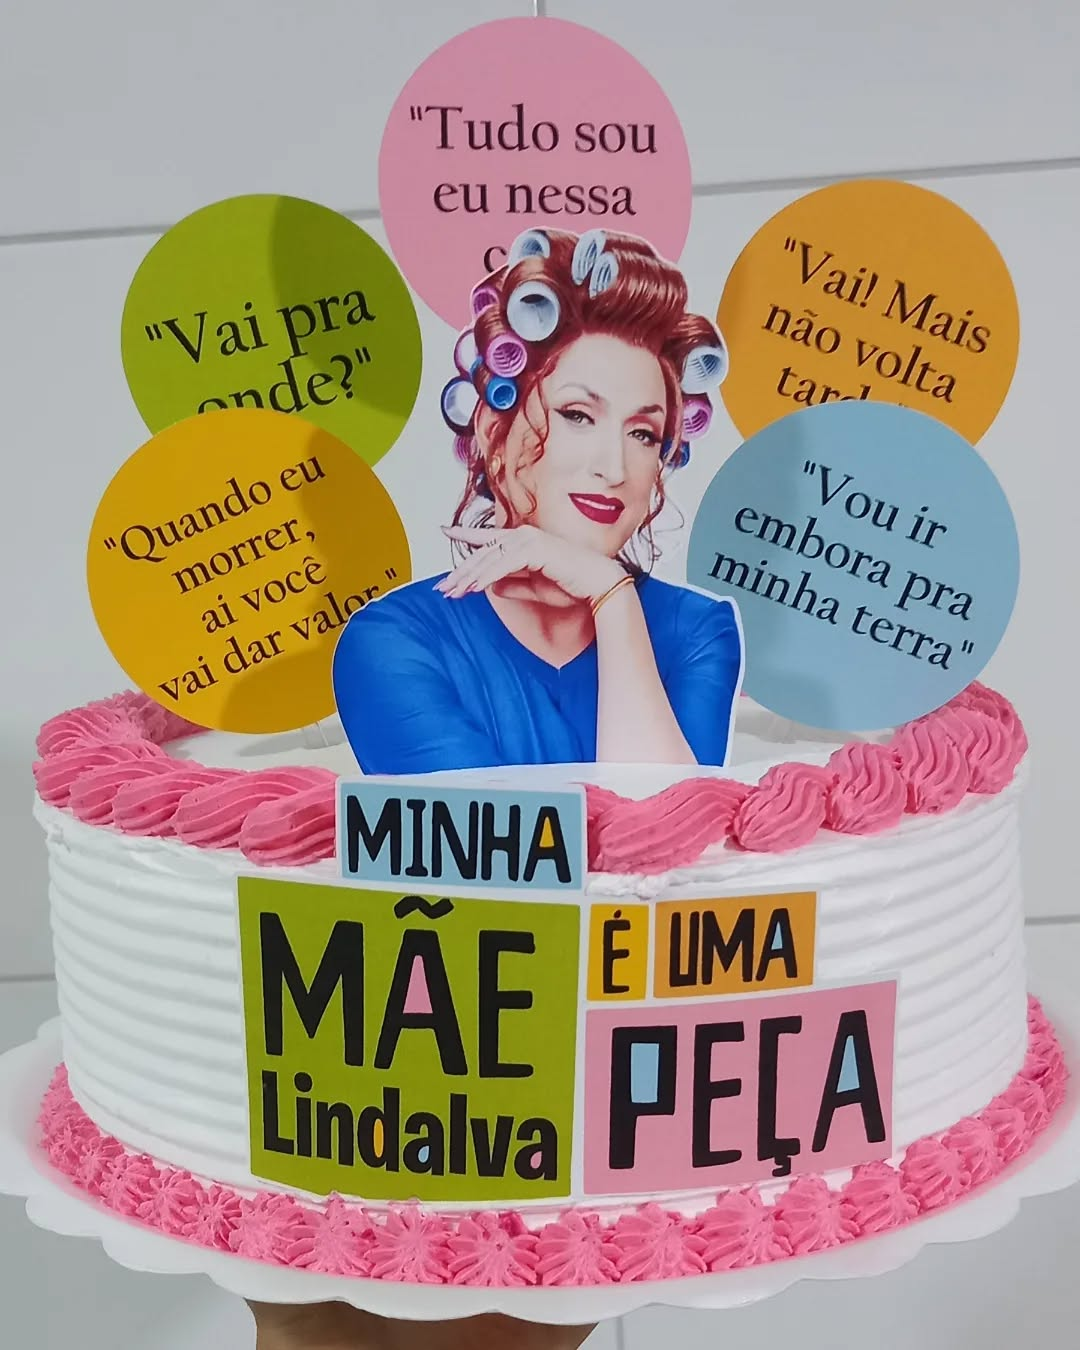 "Tudo sou
eu nessa
"Vai pra
onde?"
"Vai! Mais
não volta
"Quando eu
morrer,
ai você
vai dar valor."
"Vou ir
embora pra
minha terra"
MINHA
MÃE
Lindalva
É UMA
PEÇA